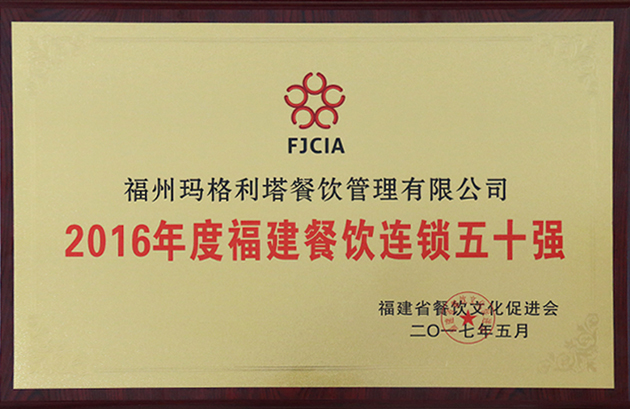 FJCIA
福州玛格利塔餐饮管理有限公司
2016年度福建餐饮连锁五十强
福建省餐饮文化促进会
二〇一七年五月